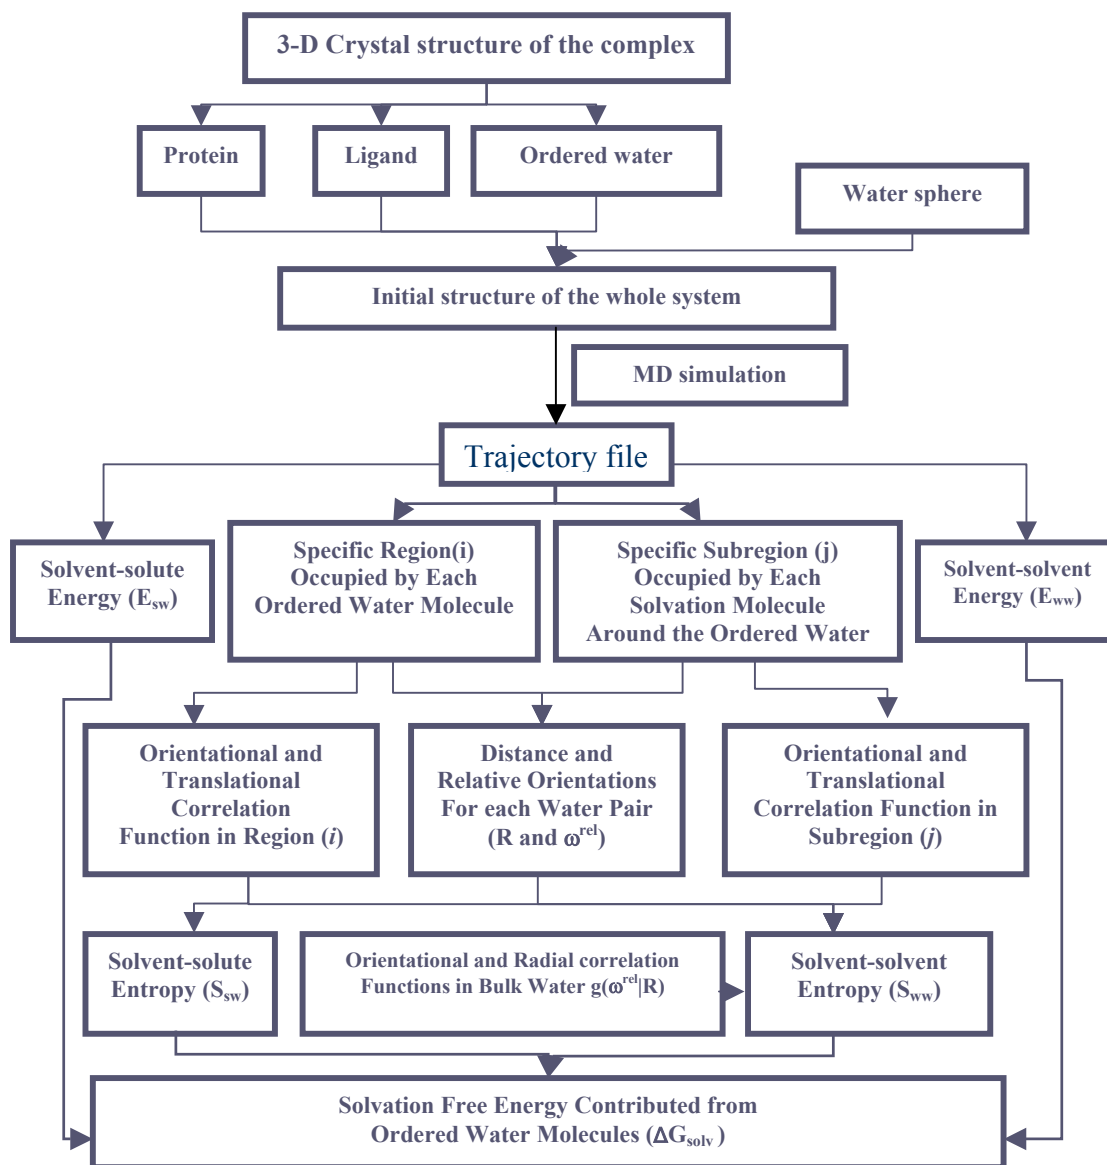 3-D Crystal structure of the complex
Protein
Ligand
Ordered water
Water sphere
Initial structure of the whole system
MD simulation
Trajectory file
Solvent-solute
Energy (Esw)
Specific Region(i)
Occupied by Each
Ordered Water Molecule
Specific Subregion (j)
Occupied by Each
Solvation Molecule
Around the Ordered Water
Solvent-solvent
Energy (Eww)
Orientational and
Translational
Correlation
Function in Region (i)
Distance and
Relative Orientations
For each Water Pair
(R and ωrel)
Orientational and
Translational
Correlation Function in
Subregion (j)
Solvent-solute
Entropy (Ssw)
Orientational and Radial correlation
Functions in Bulk Water g(ωrel|R)
Solvent-solvent
Entropy (Sww)
Solvation Free Energy Contributed from
Ordered Water Molecules (ΔGsolv )